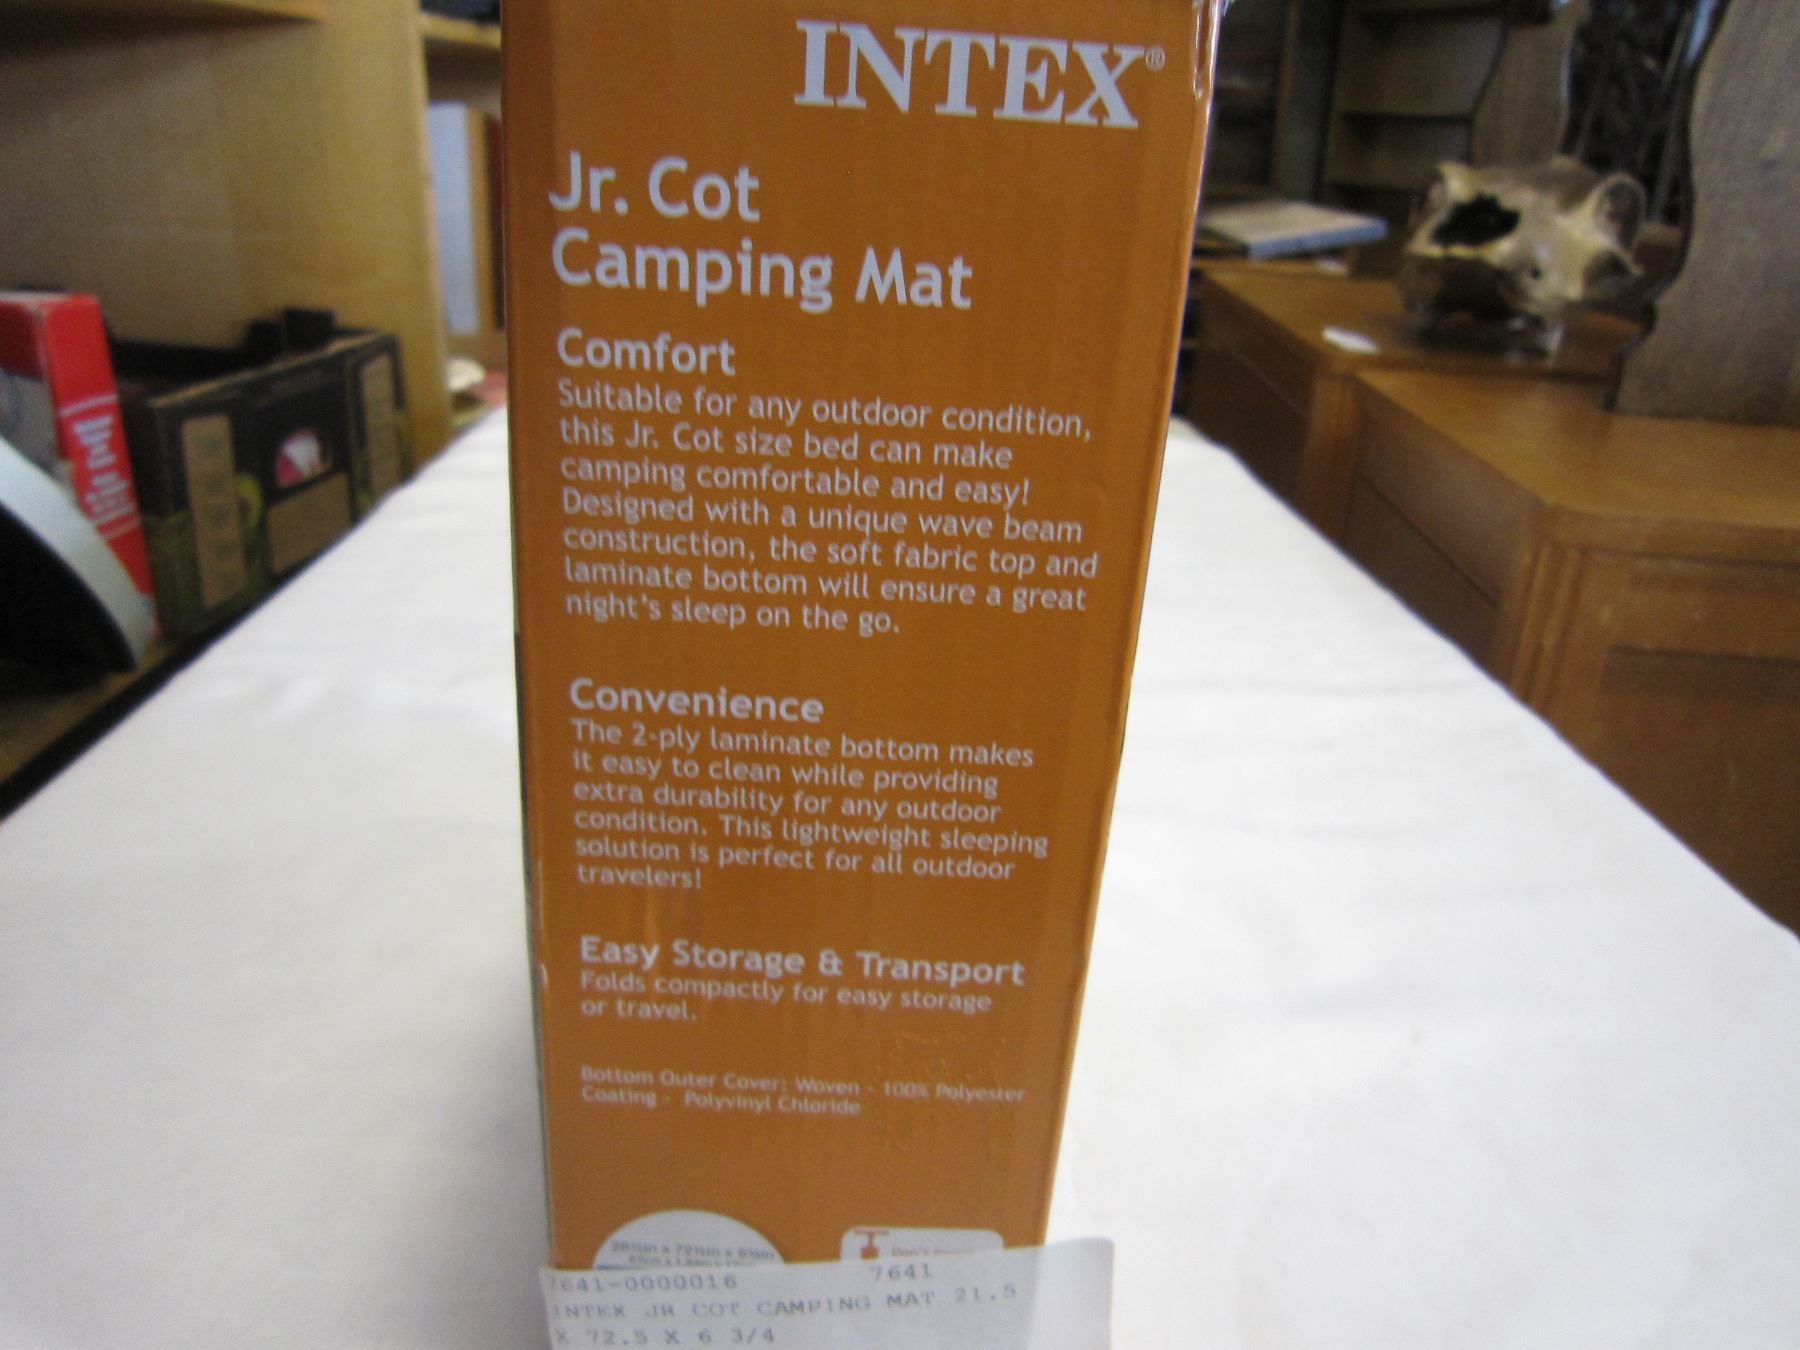 INTEX®
Jr. Cot
Camping Mat
Comfort
Suitable for any outdoor condition,
this Jr. Cot size bed can make
camping comfortable and easy!
Designed with a unique wave beam
construction, the soft fabric top and
laminate bottom will ensure a great
night's sleep on the go.
Convenience
The 2-ply laminate bottom makes
it easy to clean while providing
extra durability for any outdoor
condition. This lightweight sleeping
solution is perfect for all outdoor
travelers!
Easy Storage & Transport
Folds compactly for easy storage
or travel.
Bottom Outer Cover: Woven - 100% Polyester
Coating - Polyvinyl Chloride
Don't
7641-0000016 7641
INTEX JR COT CAMPING MAT 21.5
X 72.5 X 6 3/4